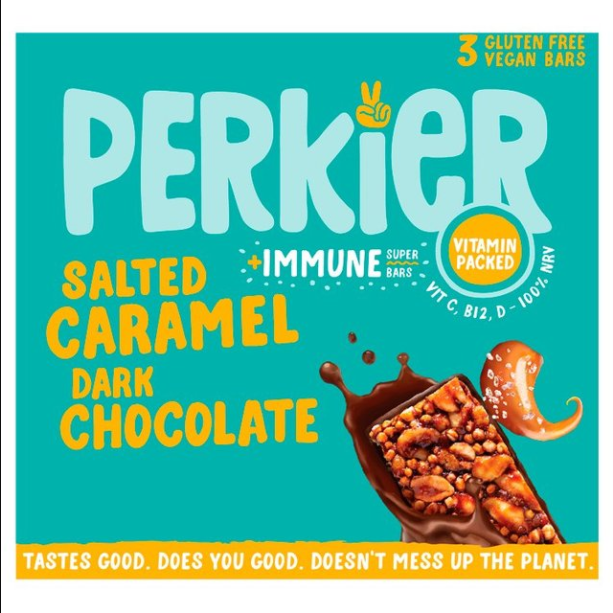 3 GLUTEN FREE
VEGAN BARS
PERKIER
+IMMUNE SUPER
BARS
VITAMIN
PACKED
VIT C, B12, D - 100% NRV
SALTED
CARAMEL
DARK
CHOCOLATE
TASTES GOOD. DOES YOU GOOD. DOESN'T MESS UP THE PLANET.